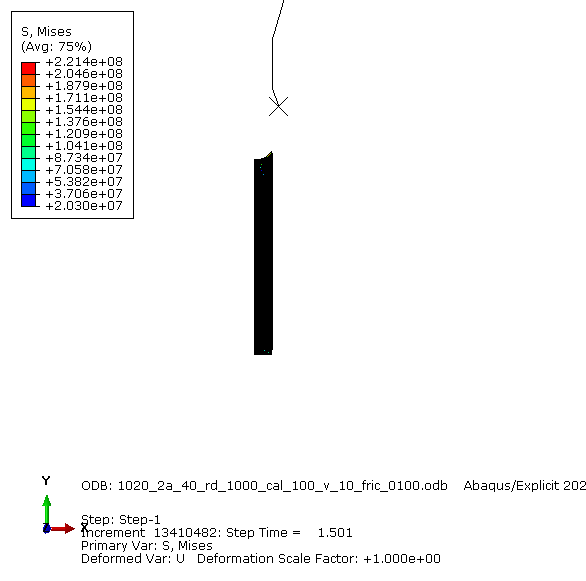 S, Mises
(Avg: 75%)
+2.214e+08
+2.046e+08
+1.879e+08
+1.711e+08
+1.544e+08
+1.376e+08
+1.209e+08
+1.041e+08
+8.734e+07
+7.058e+07
+5.382e+07
+3.706e+07
+2.030e+07
Y
X
ODB: 1020_2a_40_rd_1000_cal_100_v_10_fric_0100.odb Abaqus/Explicit 202
Step: Step-1
Increment 13410482: Step Time = 1.501
Primary Var: S, Mises
Deformed Var: U Deformation Scale Factor: +1.000e+00